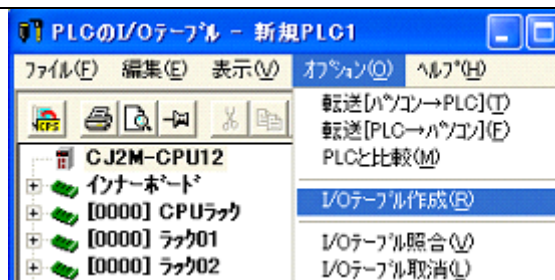 PLCのI/Oテーブル - 新規PLC1
ファイル(F) 編集(E) 表示(V) オプション(O) ヘルプ(H)
転送[パソコン→PLC](T)
転送[PLC→パソコン](F)
PLCと比較(M)
I/Oテーブル作成(R)
I/Oテーブル照合(V)
I/Oテーブル取消(L)
CPS
CJ2M-CPU12
インナーボード
[0000] CPUラック
[0000] ラック01
[0000] ラック02